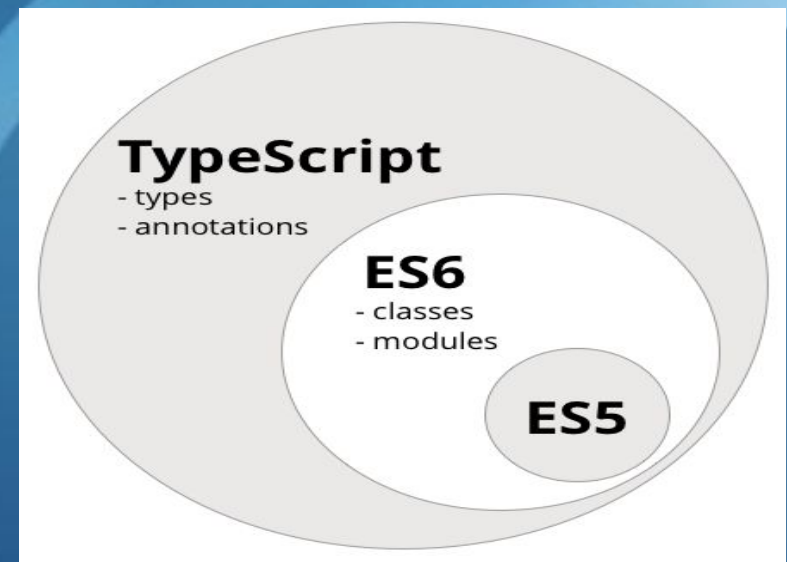 TypeScript
- types
- annotations
ES6
- classes
- modules
ES5